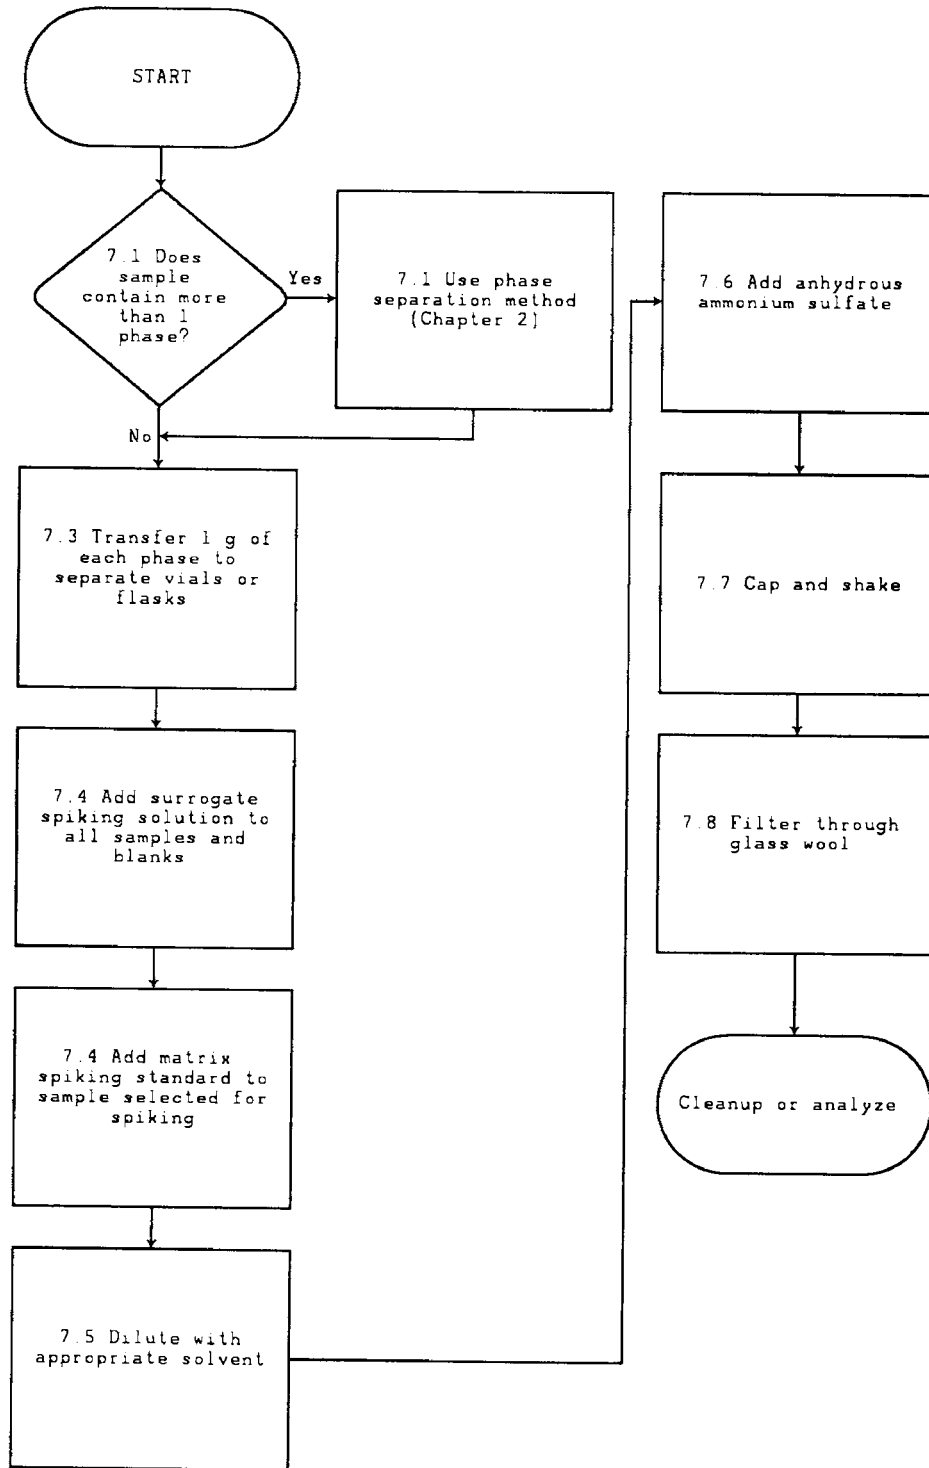 START
7.1 Does
sample
contain more
than 1
phase?
Yes
7.1 Use phase
separation method
(Chapter 2)
No
7.3 Transfer 1 g of
each phase to
separate vials or
flasks
7.4 Add surrogate
spiking solution to
all samples and
blanks
7.4 Add matrix
spiking standard to
sample selected for
spiking
7.5 Dilute with
appropriate solvent
7.6 Add anhydrous
ammonium sulfate
7.7 Cap and shake
7.8 Filter through
glass wool
Cleanup or analyze